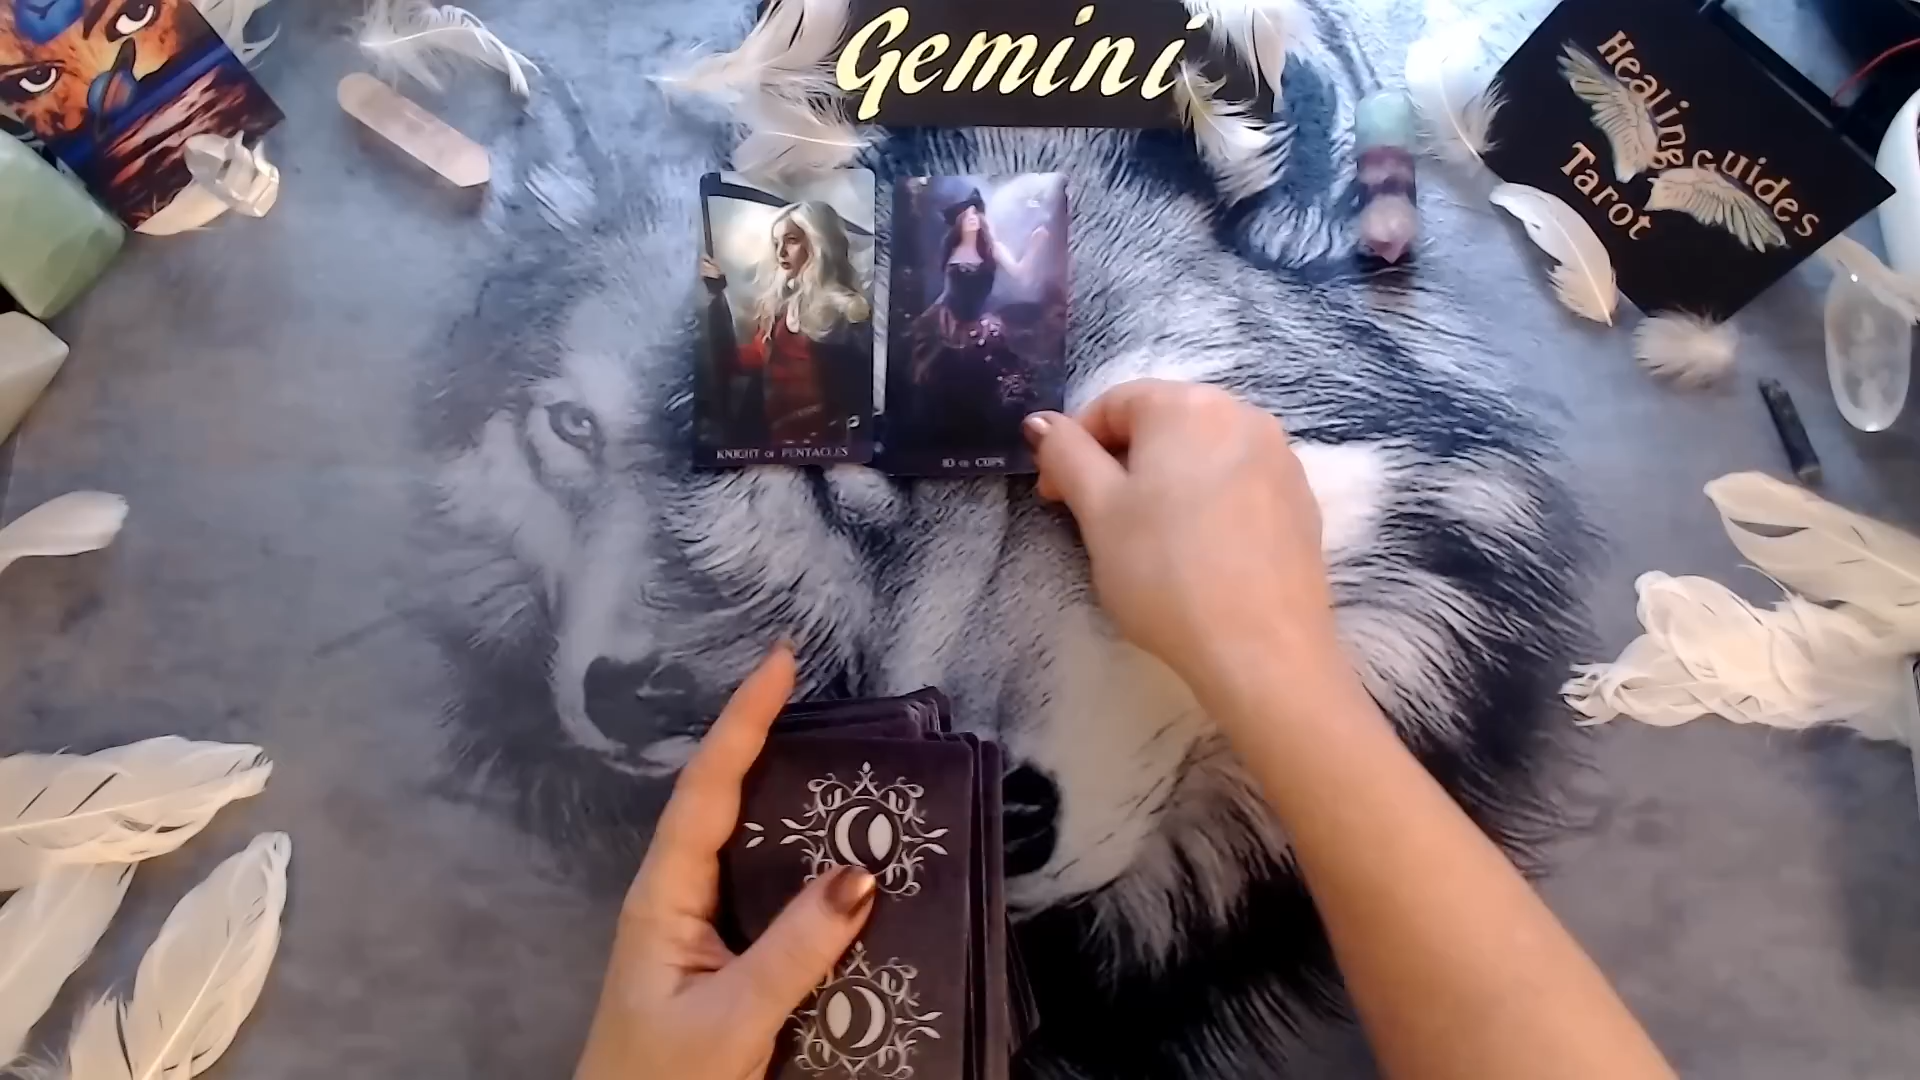 Gemini
Healing Guides
Tarot
KNIGHT OF PENTACLES
10 OF CUPS